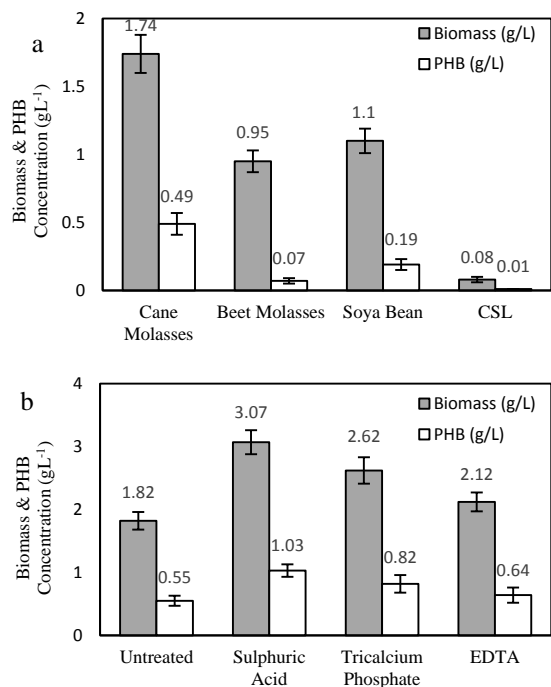 a
Biomass & PHB
Concentration (gL⁻¹)
2
1.5
1
0.5
0
1.74
0.49
0.95
0.07
1.1
0.19
0.08
0.01
Biomass (g/L)
PHB (g/L)
Cane
Molasses
Beet Molasses
Soya Bean
CSL
b
Biomass & PHB
Concentration (gL⁻¹)
4
3
2
1
0
1.82
0.55
3.07
1.03
2.62
0.82
2.12
0.64
Biomass (g/L)
PHB (g/L)
Untreated
Sulphuric
Acid
Tricalcium
Phosphate
EDTA